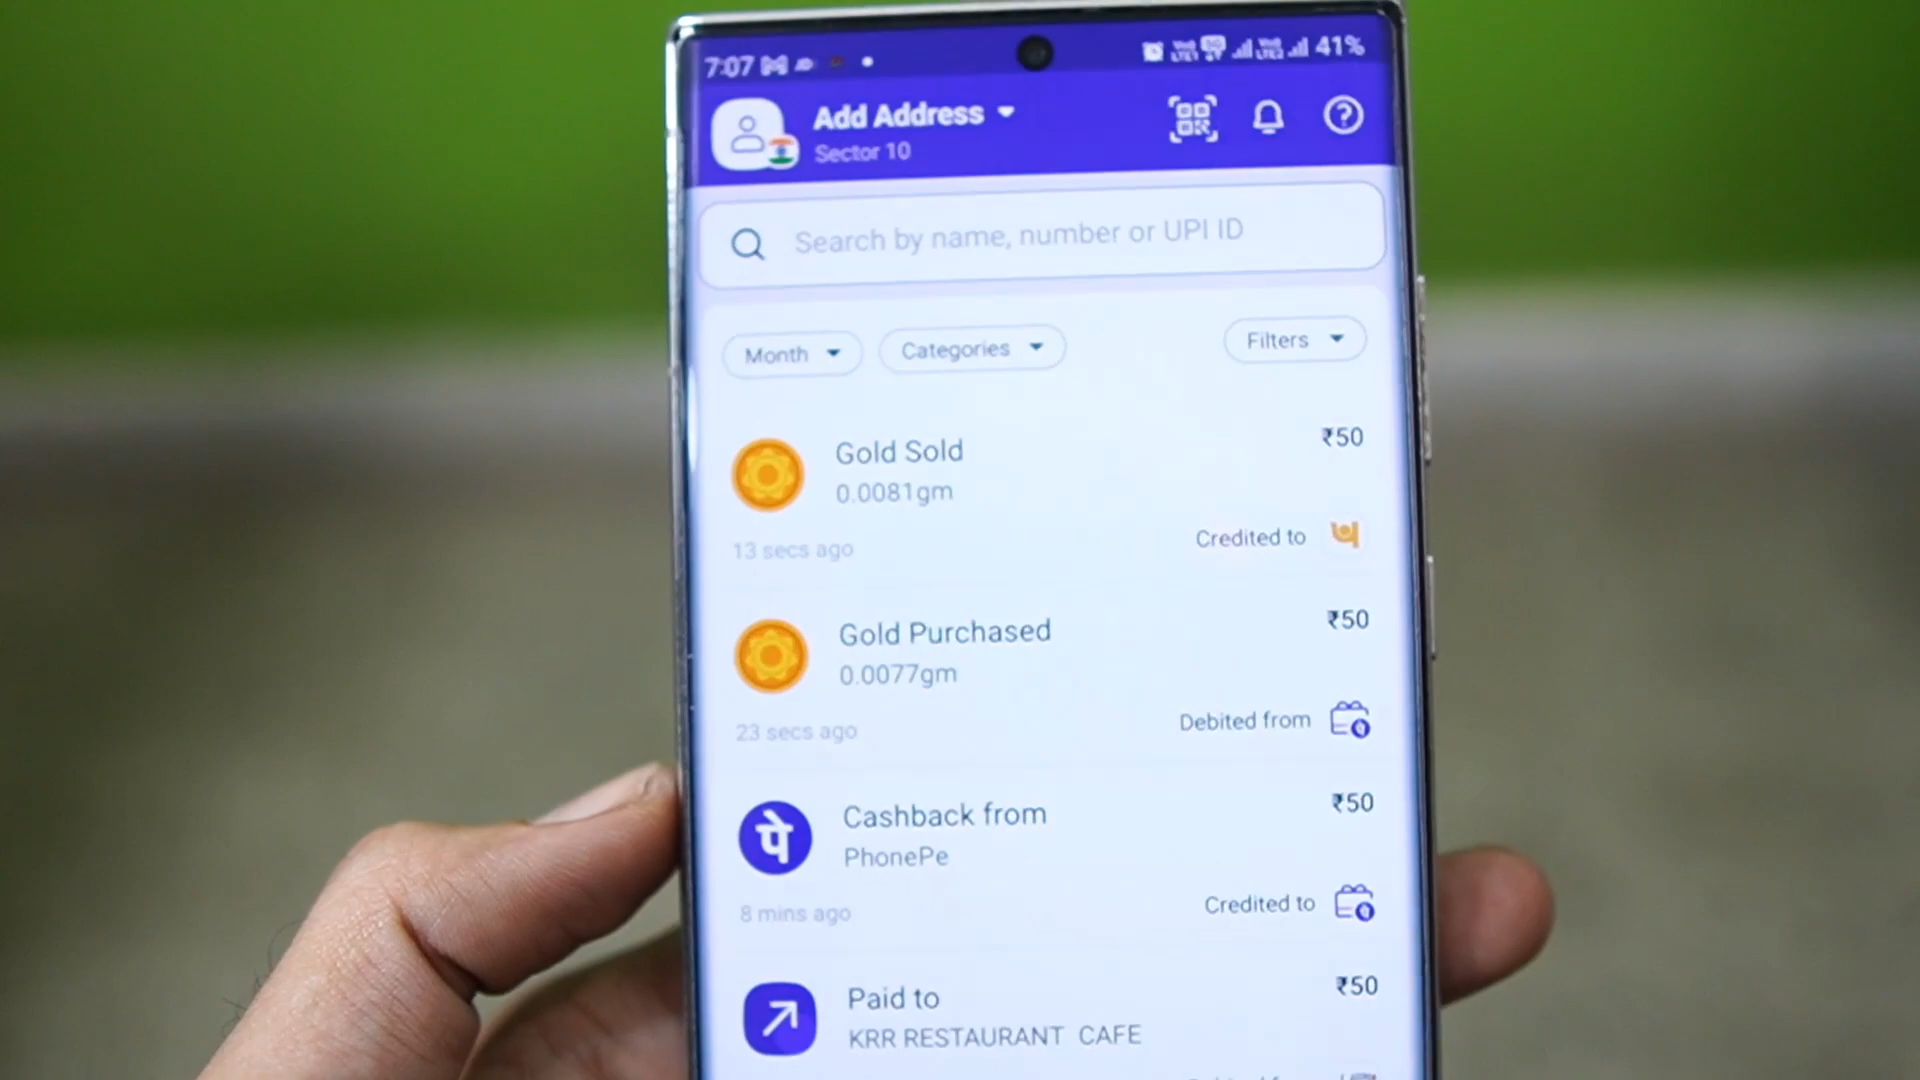 7:07 41%
Add Address
Sector 10
Search by name, number or UPI ID
Month Categories Filters
Gold Sold ₹50
0.0081gm
13 secs ago Credited to
Gold Purchased ₹50
0.0077gm
23 secs ago Debited from
पे Cashback from ₹50
PhonePe
8 mins ago Credited to
Paid to ₹50
KRR RESTAURANT CAFE